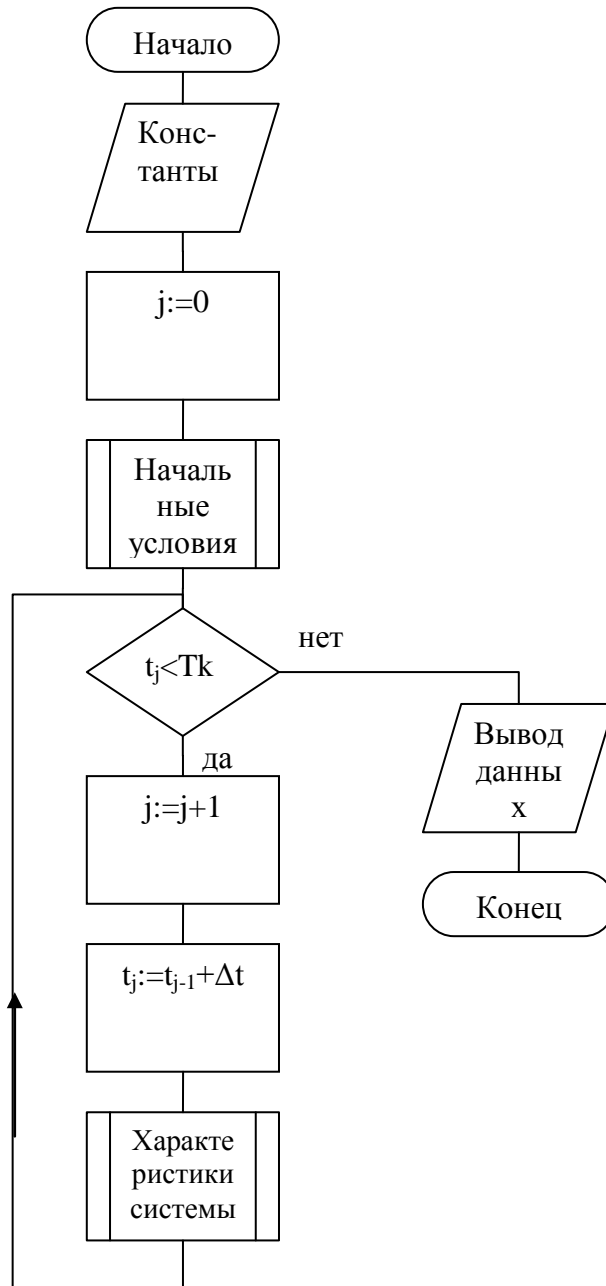 Начало
Конс-
танты
j:=0
Началь
ные
условия
нет
tj<Tk
да
Вывод
данны
х
j:=j+1
Конец
tj:=tj-1+Δt
Характе
ристики
системы